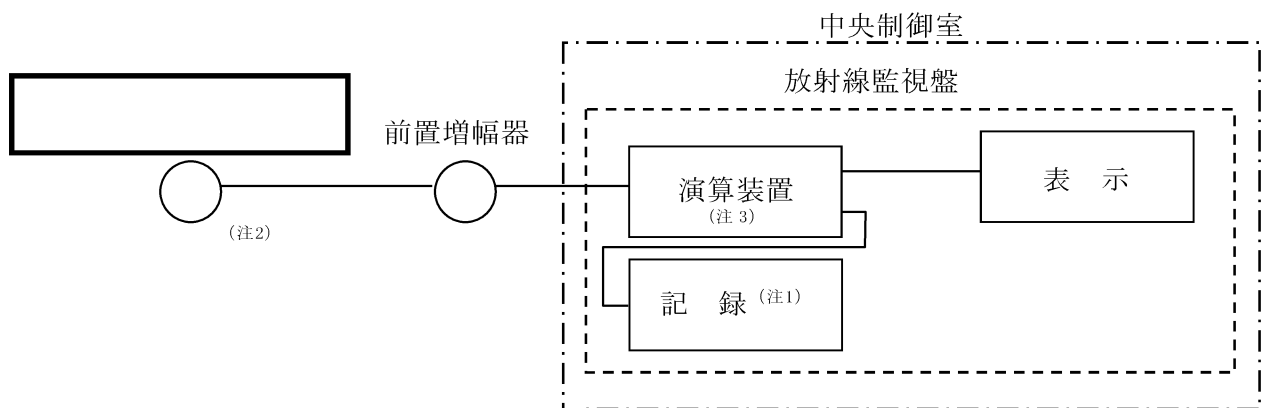 中央制御室
放射線監視盤
前置増幅器
演算装置
（注 3）
表 示
（注2）
記 録（注1）